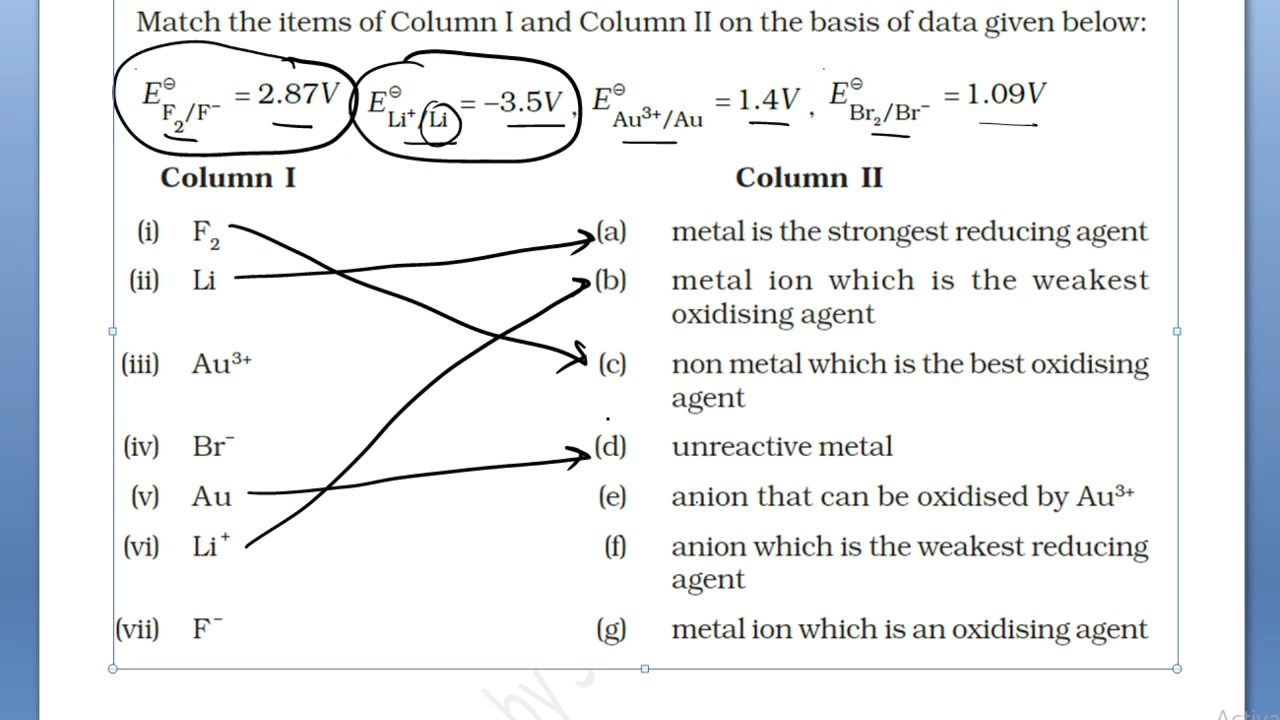 Match the items of Column I and Column II on the basis of data given below:
E⊖ F₂/F⁻ = 2.87V E⊖ Li⁺/Li = −3.5V, E⊖ Au³⁺/Au = 1.4V, E⊖ Br₂/Br⁻ = 1.09V
Column I Column II
(i) F₂ (a) metal is the strongest reducing agent
(ii) Li (b) metal ion which is the weakest
oxidising agent
(iii) Au³⁺ (c) non metal which is the best oxidising
agent
(iv) Br⁻ (d) unreactive metal
(v) Au (e) anion that can be oxidised by Au³⁺
(vi) Li⁺ (f) anion which is the weakest reducing
agent
(vii) F⁻ (g) metal ion which is an oxidising agent
by